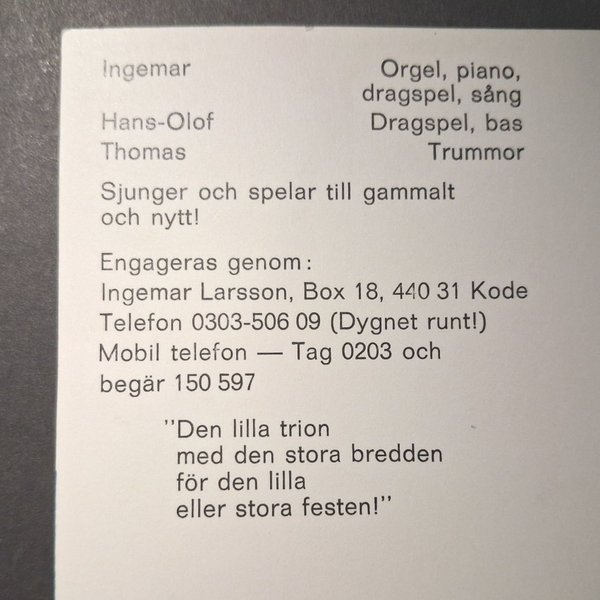 Ingemar Orgel, piano,
dragspel, sång
Hans-Olof Dragspel, bas
Thomas Trummor
Sjunger och spelar till gammalt
och nytt!
Engageras genom:
Ingemar Larsson, Box 18, 440 31 Kode
Telefon 0303-506 09 (Dygnet runt!)
Mobil telefon — Tag 0203 och
begär 150 597
”Den lilla trion
med den stora bredden
för den lilla
eller stora festen!”